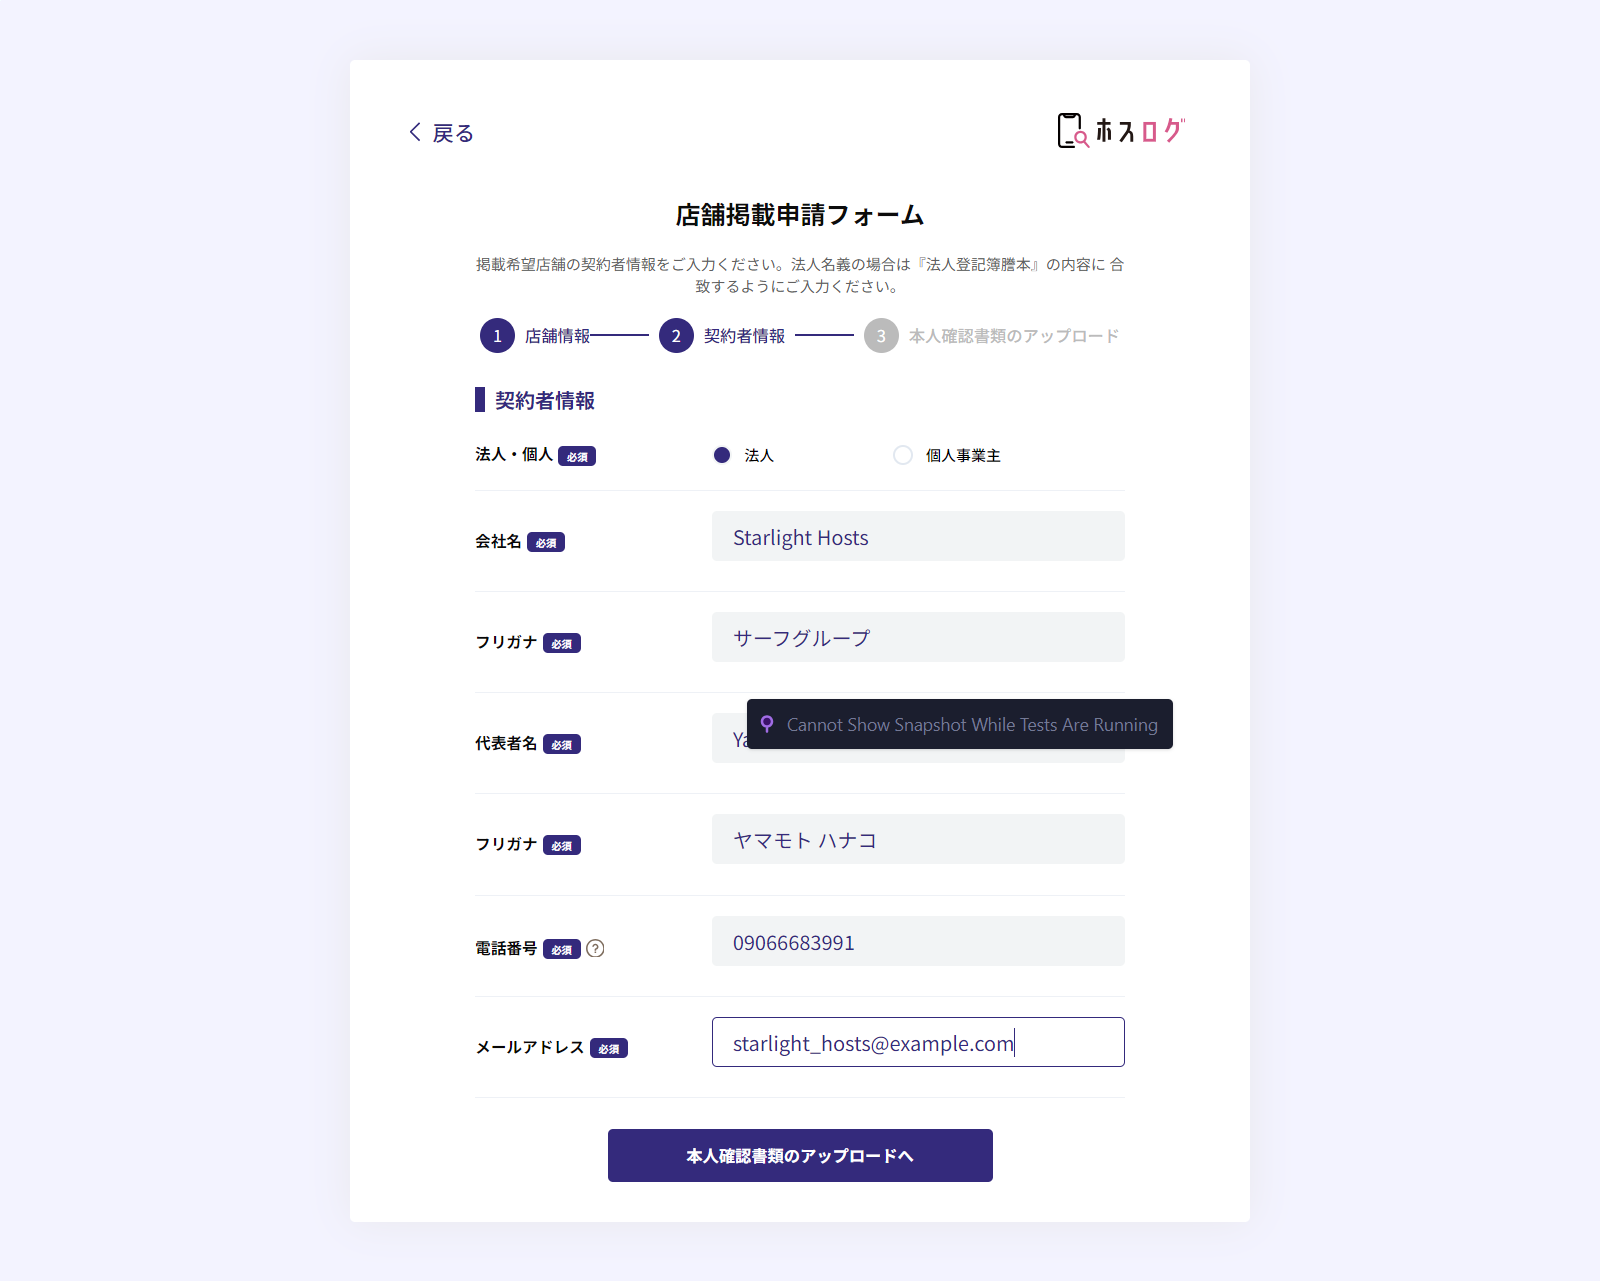 戻る
ホスログ
店舗掲載申請フォーム
掲載希望店舗の契約者情報をご入力ください。法人名義の場合は『法人登記簿謄本』の内容に 合
致するようにご入力ください。
1 店舗情報 2 契約者情報 3 本人確認書類のアップロード
契約者情報
法人・個人 必須 法人 個人事業主
会社名 必須 Starlight Hosts
フリガナ 必須 サーフグループ
Cannot Show Snapshot While Tests Are Running
代表者名 必須
フリガナ 必須 ヤマモト ハナコ
電話番号 必須 ? 09066683991
メールアドレス 必須 starlight_hosts@example.com
本人確認書類のアップロードへ